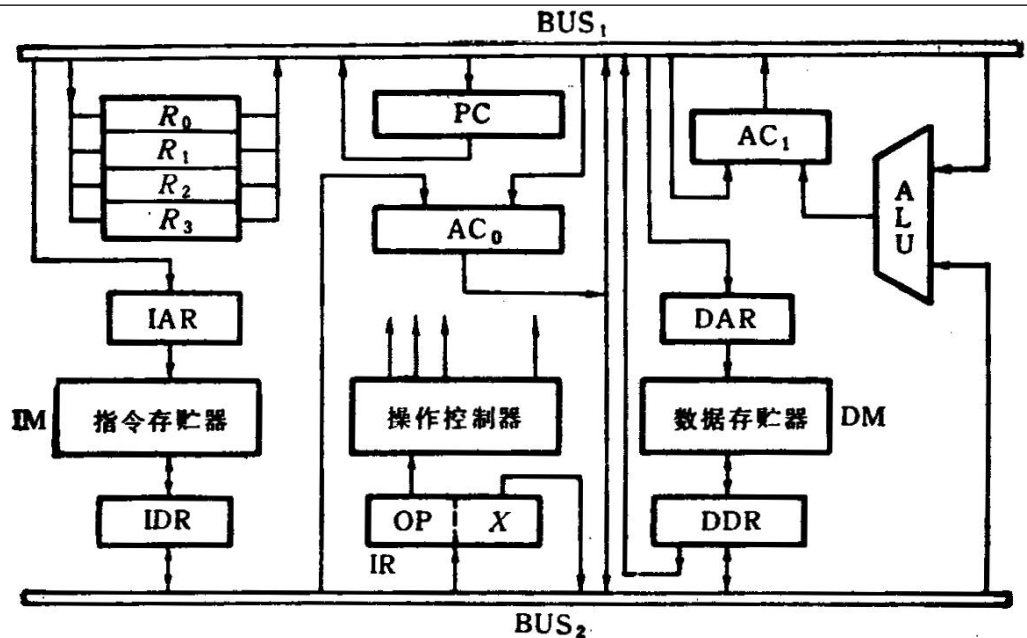 BUS₁
R₀
R₁
R₂
R₃
PC
AC₀
AC₁
ALU
IAR
DAR
IM
指令存贮器
操作控制器
数据存贮器
DM
IDR
OP
X
IR
DDR
BUS₂